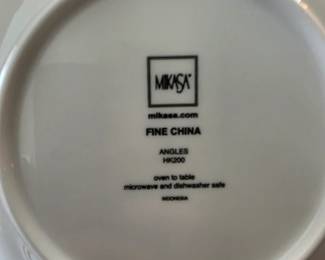 MIKASA
mikasa.com
FINE CHINA
ANGLES
HK200
oven to table
microwave and dishwasher safe
INDONESIA